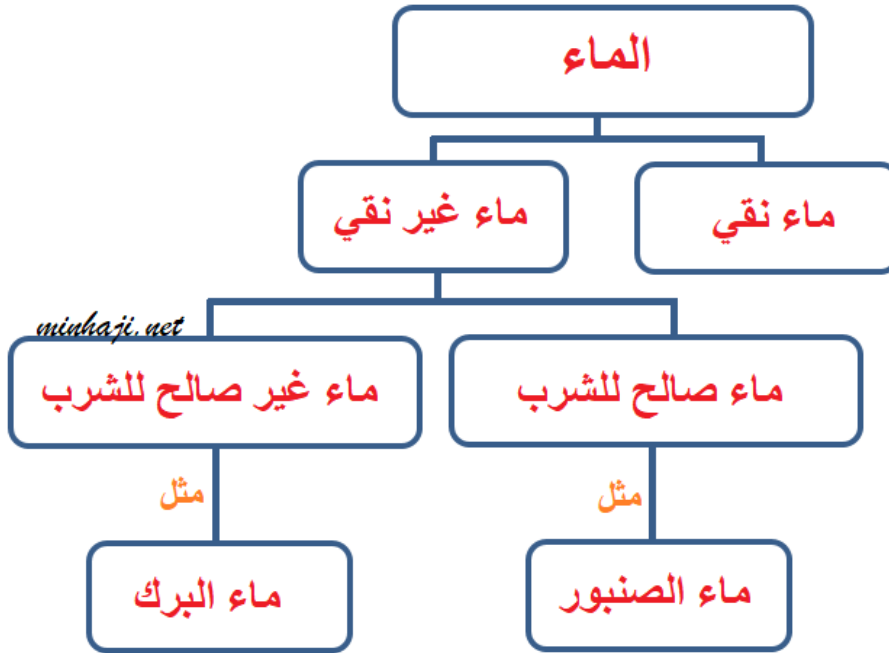 الماء
ماء نقي
ماء غير نقي
minhaji.net
ماء صالح للشرب
ماء غير صالح للشرب
مثل
مثل
ماء الصنبور
ماء البرك